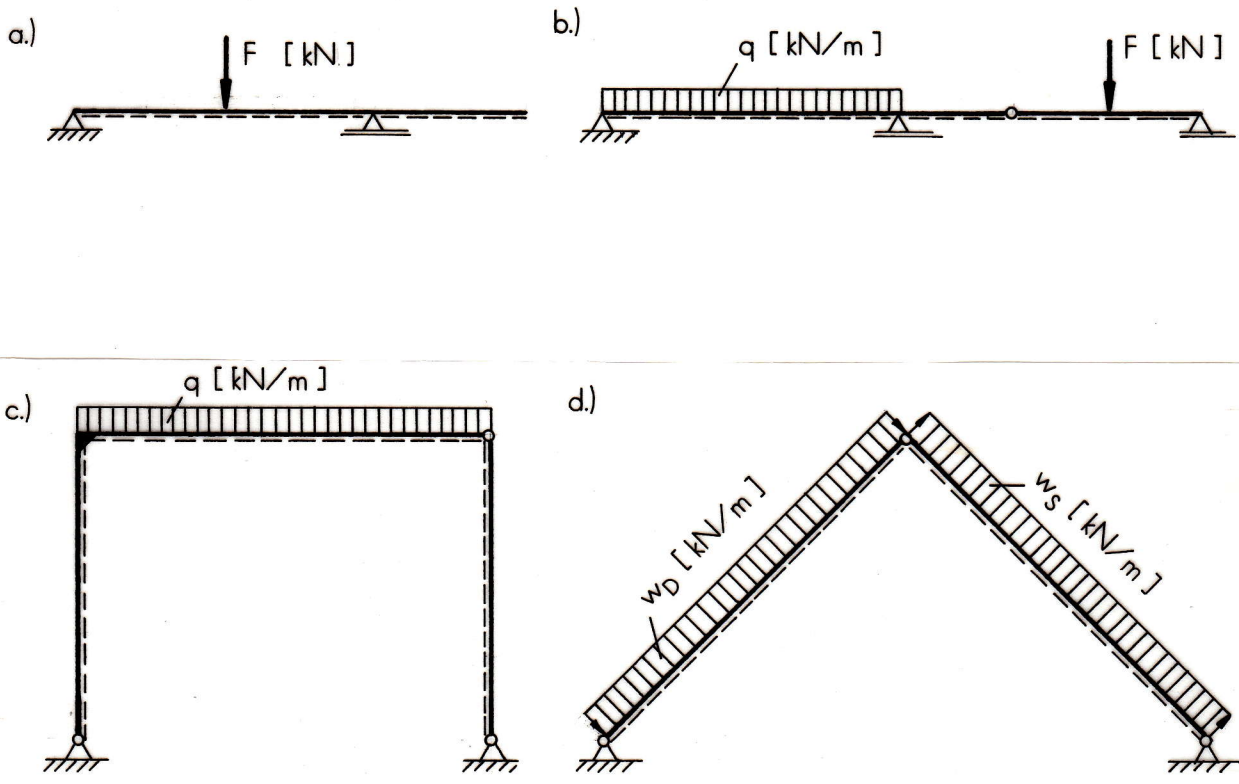 a.)
F [kN]
b.)
q [kN/m]
F [kN]
c.)
q [kN/m]
d.)
w_D [kN/m]
w_S [kN/m]